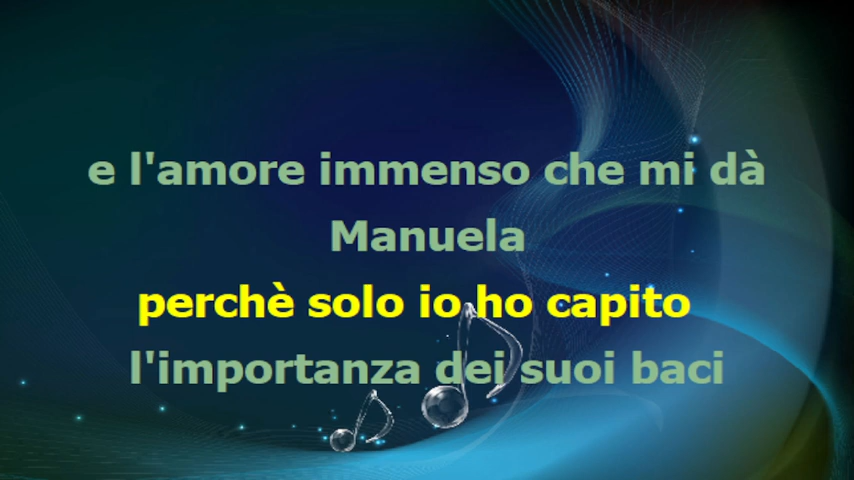 e l'amore immenso che mi dà
Manuela
perchè solo io ho capito
l'importanza dei suoi baci